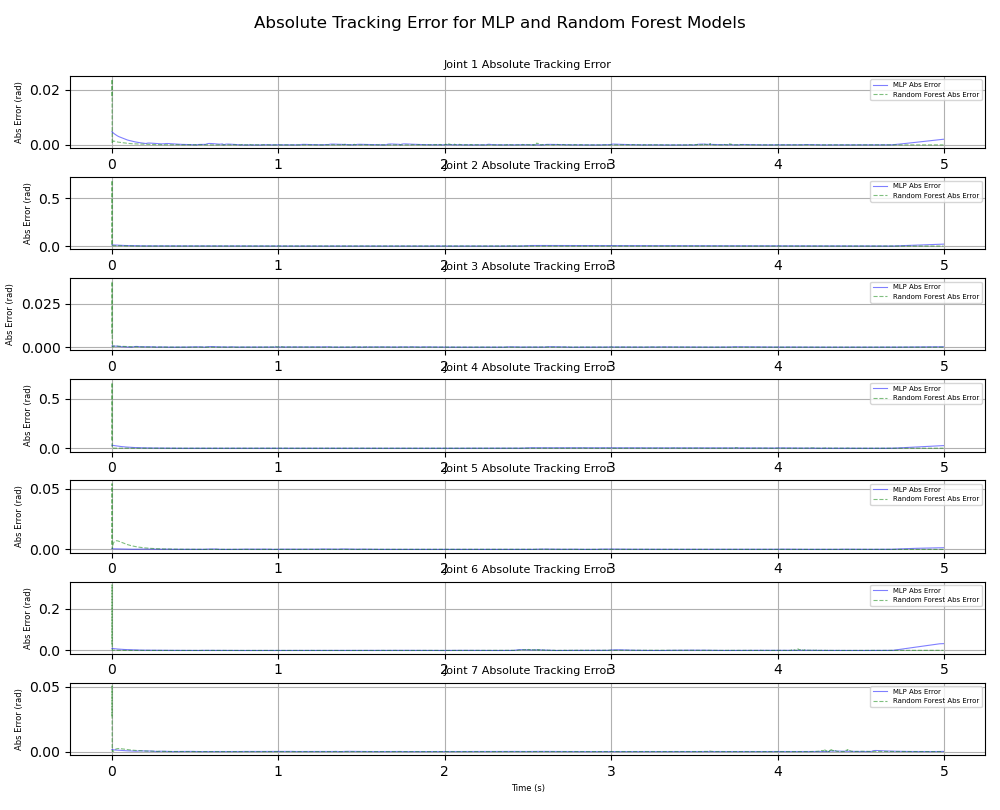 Absolute Tracking Error for MLP and Random Forest Models
Joint 1 Absolute Tracking Error
Abs Error (rad)
0.02
0.00
MLP Abs Error
Random Forest Abs Error
0 1 2 3 4 5
Joint 2 Absolute Tracking Error
Abs Error (rad)
0.5
0.0
MLP Abs Error
Random Forest Abs Error
0 1 2 3 4 5
Joint 3 Absolute Tracking Error
Abs Error (rad)
0.025
0.000
MLP Abs Error
Random Forest Abs Error
0 1 2 3 4 5
Joint 4 Absolute Tracking Error
Abs Error (rad)
0.5
0.0
MLP Abs Error
Random Forest Abs Error
0 1 2 3 4 5
Joint 5 Absolute Tracking Error
Abs Error (rad)
0.05
0.00
MLP Abs Error
Random Forest Abs Error
0 1 2 3 4 5
Joint 6 Absolute Tracking Error
Abs Error (rad)
0.2
0.0
MLP Abs Error
Random Forest Abs Error
0 1 2 3 4 5
Joint 7 Absolute Tracking Error
Abs Error (rad)
0.05
0.00
MLP Abs Error
Random Forest Abs Error
0 1 2 3 4 5
Time (s)